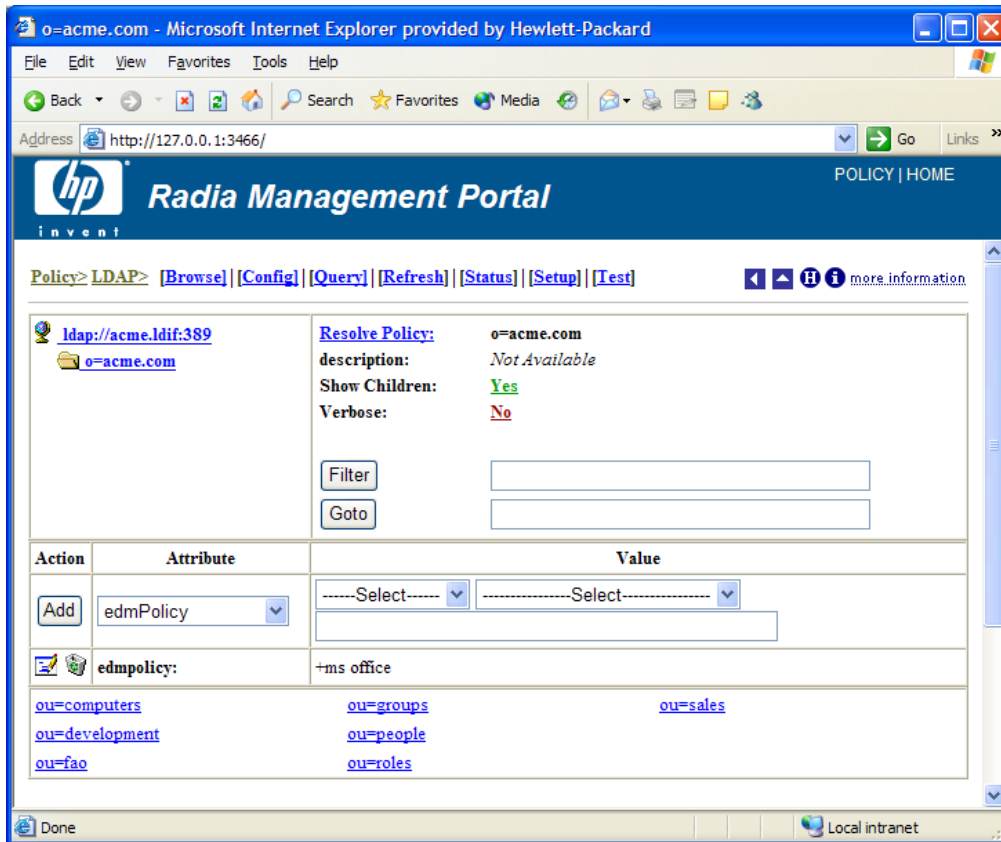 o=acme.com - Microsoft Internet Explorer provided by Hewlett-Packard
File Edit View Favorites Tools Help
Back Search Favorites Media
Address http://127.0.0.1:3466/ Go Links »
hp invent Radia Management Portal POLICY | HOME
Policy> LDAP> [Browse] | [Config] | [Query] | [Refresh] | [Status] | [Setup] | [Test] H i more information
ldap://acme.ldif:389
o=acme.com
Resolve Policy: o=acme.com
description: Not Available
Show Children: Yes
Verbose: No
Filter
Goto
Action Attribute Value
Add edmPolicy ------Select------ ----------------Select----------------
edmpolicy: +ms office
ou=computers ou=groups ou=sales
ou=development ou=people
ou=fao ou=roles
Done Local intranet